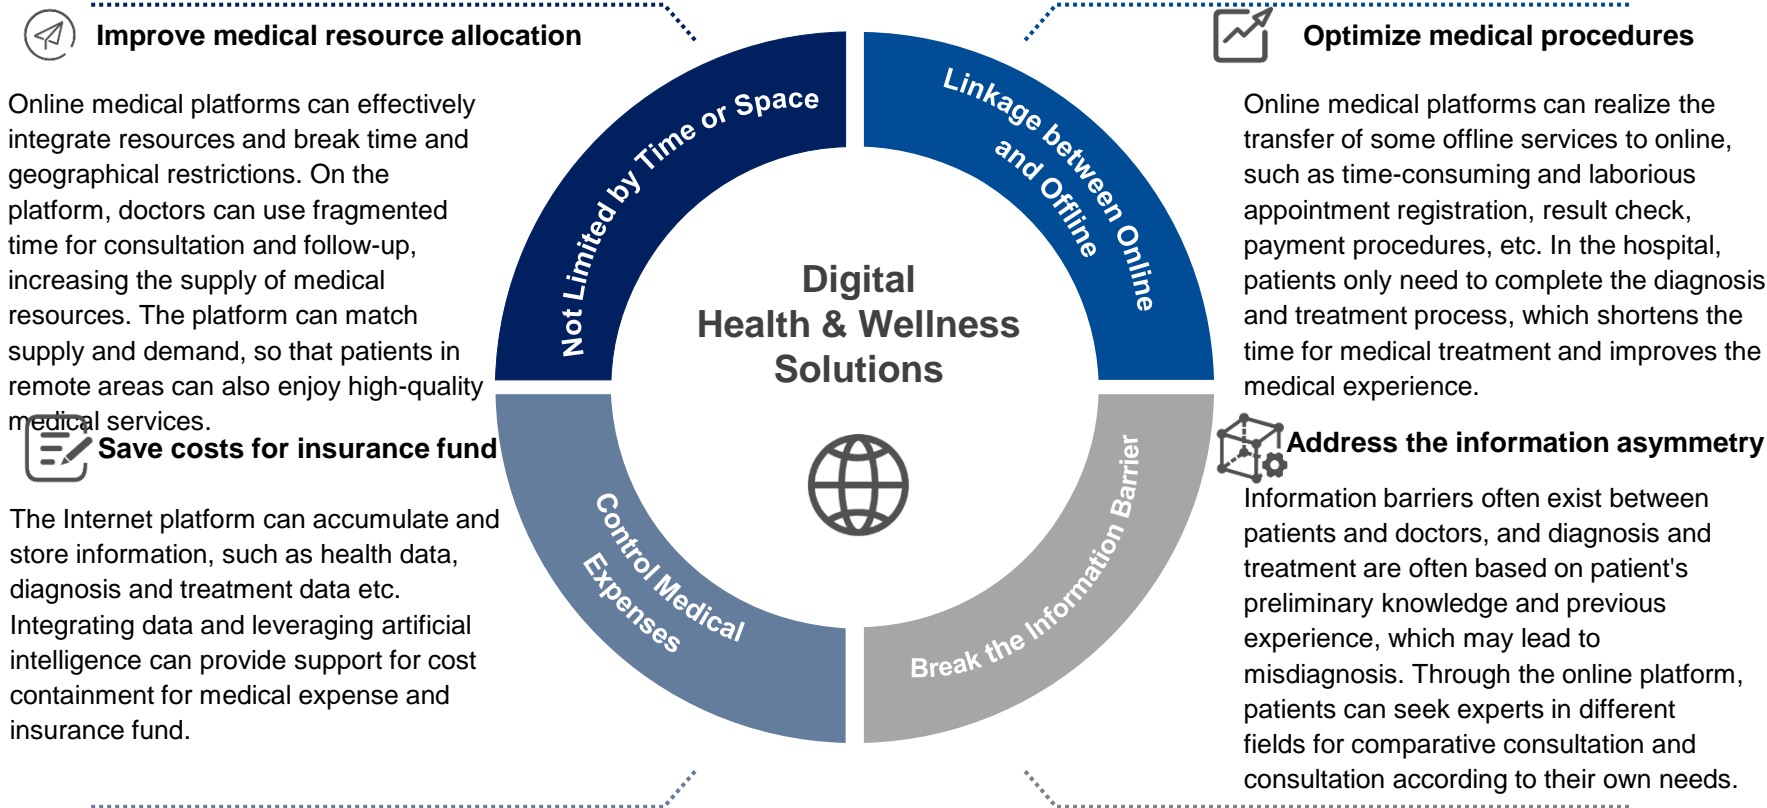 Improve medical resource allocation
Online medical platforms can effectively
integrate resources and break time and
geographical restrictions. On the
platform, doctors can use fragmented
time for consultation and follow-up,
increasing the supply of medical
resources. The platform can match
supply and demand, so that patients in
remote areas can also enjoy high-quality
medical services.
Save costs for insurance fund
The Internet platform can accumulate and
store information, such as health data,
diagnosis and treatment data etc.
Integrating data and leveraging artificial
intelligence can provide support for cost
containment for medical expense and
insurance fund.
Not Limited by Time or Space
Linkage between Online
and Offline
Digital
Health & Wellness
Solutions
Control Medical
Expenses
Break the Information Barrier
Optimize medical procedures
Online medical platforms can realize the
transfer of some offline services to online,
such as time-consuming and laborious
appointment registration, result check,
payment procedures, etc. In the hospital,
patients only need to complete the diagnosis
and treatment process, which shortens the
time for medical treatment and improves the
medical experience.
Address the information asymmetry
Information barriers often exist between
patients and doctors, and diagnosis and
treatment are often based on patient's
preliminary knowledge and previous
experience, which may lead to
misdiagnosis. Through the online platform,
patients can seek experts in different
fields for comparative consultation and
consultation according to their own needs.